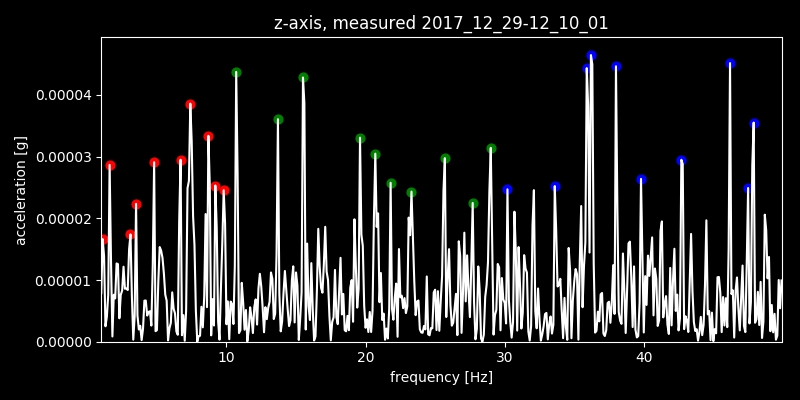 z-axis, measured 2017_12_29-12_10_01
acceleration [g]
0.00004
0.00003
0.00002
0.00001
0.00000
10 20 30 40
frequency [Hz]